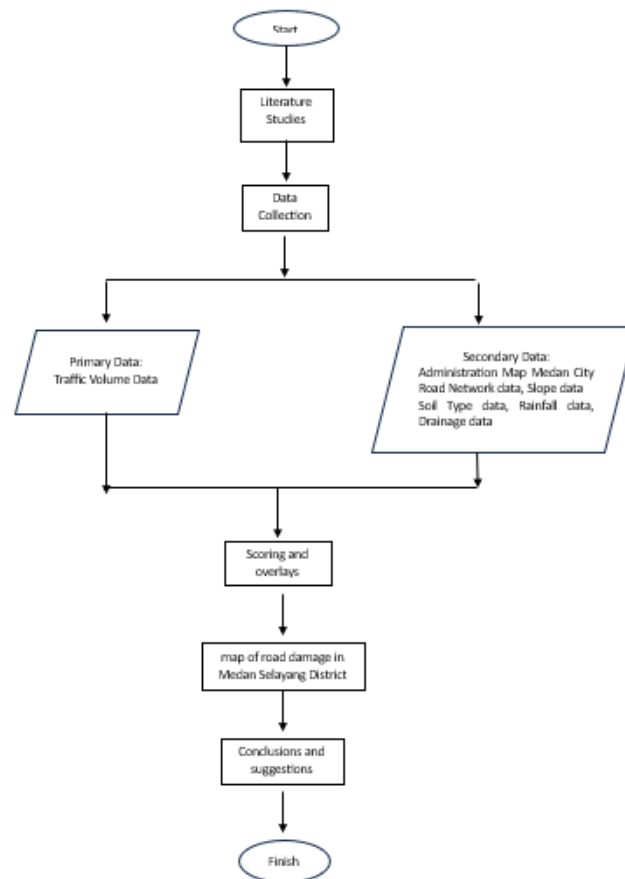 Start
Literature
Studies
Data
Collection
Primary Data:
Traffic Volume Data
Secondary Data:
Administration Map Medan City
Road Network data, Slope data
Soil Type data, Rainfall data,
Drainage data
Scoring and
overlays
map of road damage in
Medan Selayang District
Conclusions and
suggestions
Finish